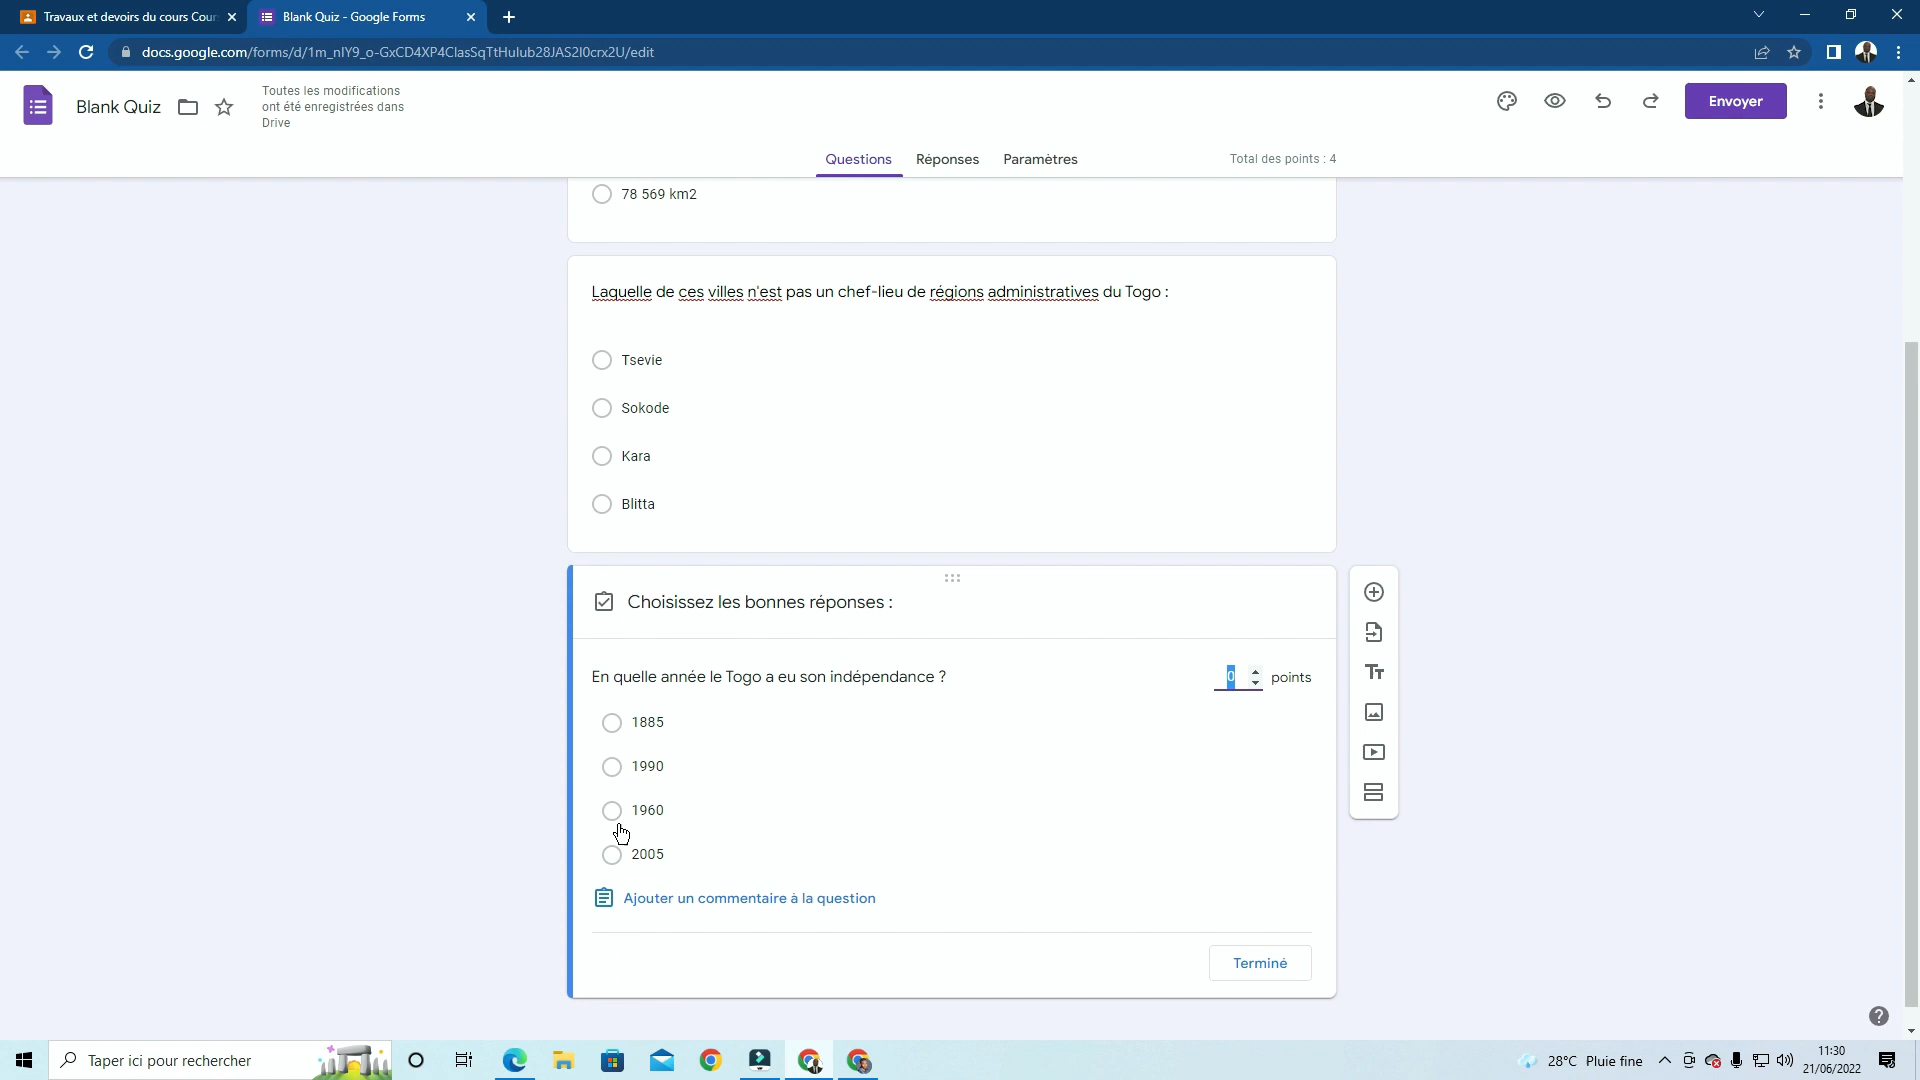 Travaux et devoirs du cours Cour
Blank Quiz - Google Forms
docs.google.com/forms/d/1m_nIY9_o-GxCD4XP4ClasSqTtHulub28JAS2I0crx2U/edit
Blank Quiz
Toutes les modifications
ont été enregistrées dans
Drive
Envoyer
Questions
Réponses
Paramètres
Total des points : 4
78 569 km2
Laquelle de ces villes n'est pas un chef-lieu de régions administratives du Togo :
Tsevie
Sokode
Kara
Blitta
Choisissez les bonnes réponses :
En quelle année le Togo a eu son indépendance ?
0 points
1885
1990
1960
2005
Ajouter un commentaire à la question
Terminé
Taper ici pour rechercher
28°C Pluie fine
11:30
21/06/2022